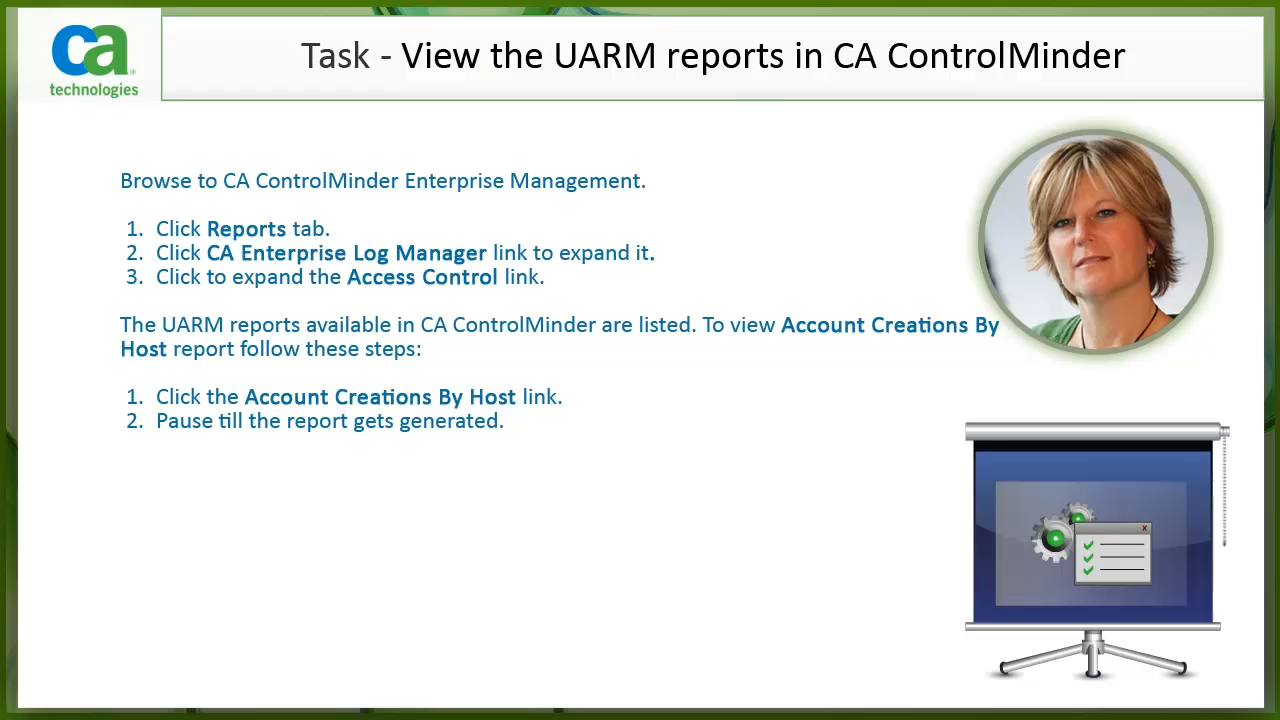 ca
technologies
Task - View the UARM reports in CA ControlMinder
Browse to CA ControlMinder Enterprise Management.
1. Click Reports tab.
2. Click CA Enterprise Log Manager link to expand it.
3. Click to expand the Access Control link.
The UARM reports available in CA ControlMinder are listed. To view Account Creations By
Host report follow these steps:
1. Click the Account Creations By Host link.
2. Pause till the report gets generated.
x